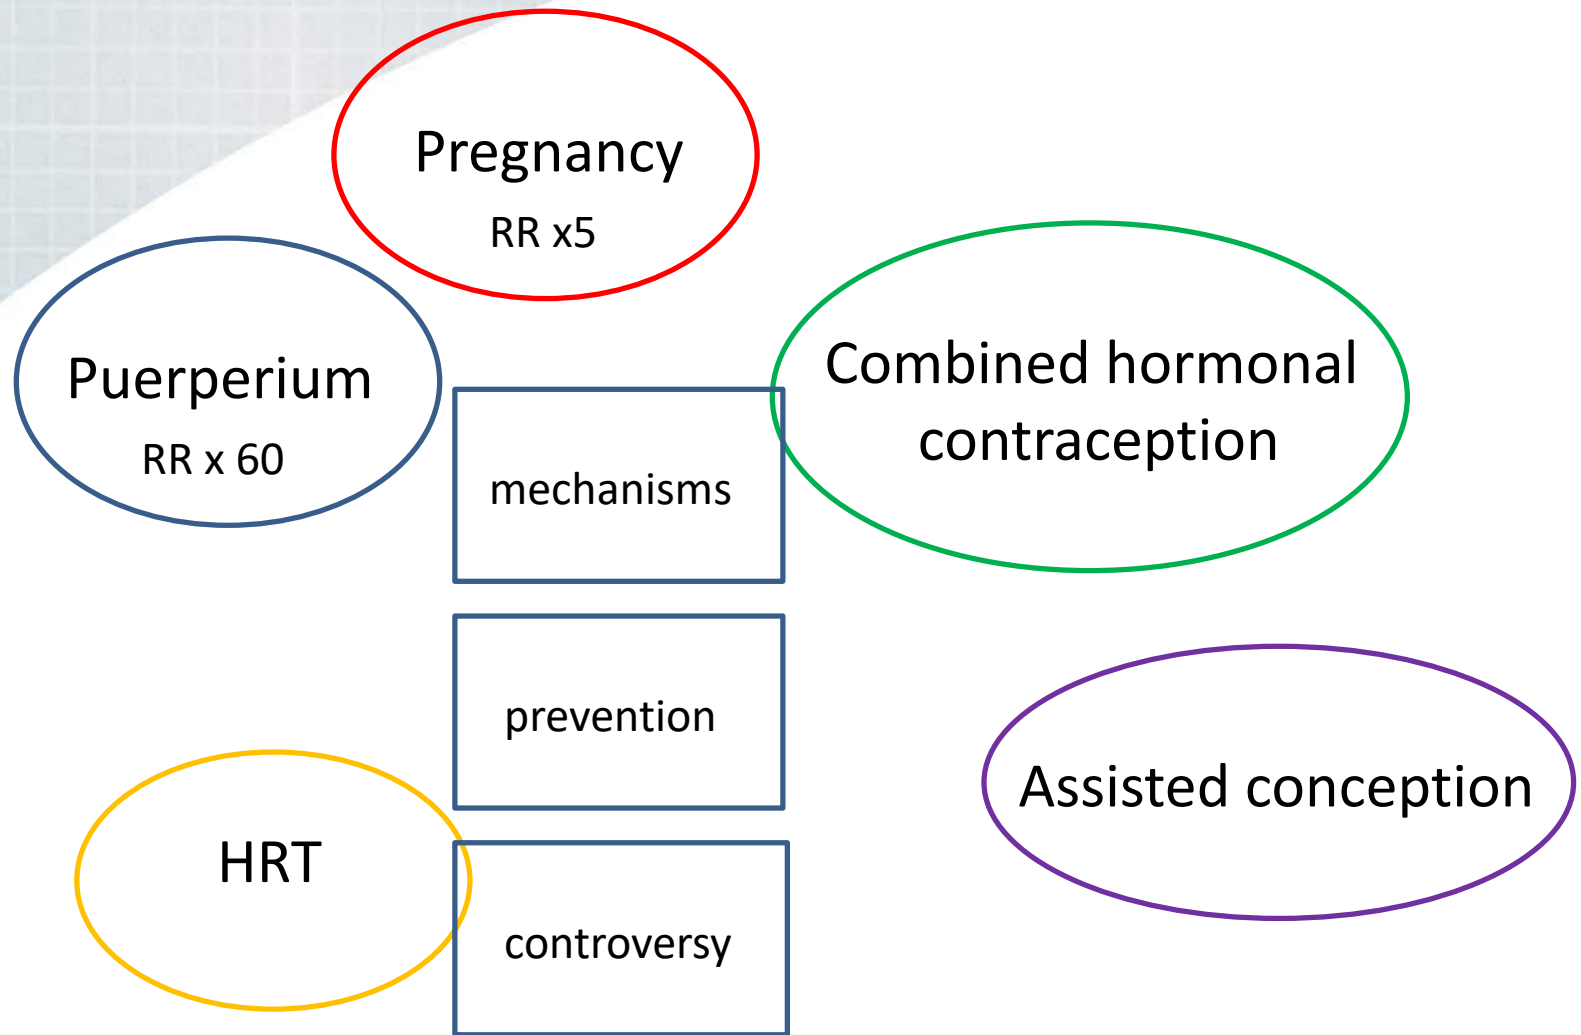 Pregnancy
RR x5
Puerperium
RR x 60
Combined hormonal
contraception
mechanisms
prevention
Assisted conception
HRT
controversy